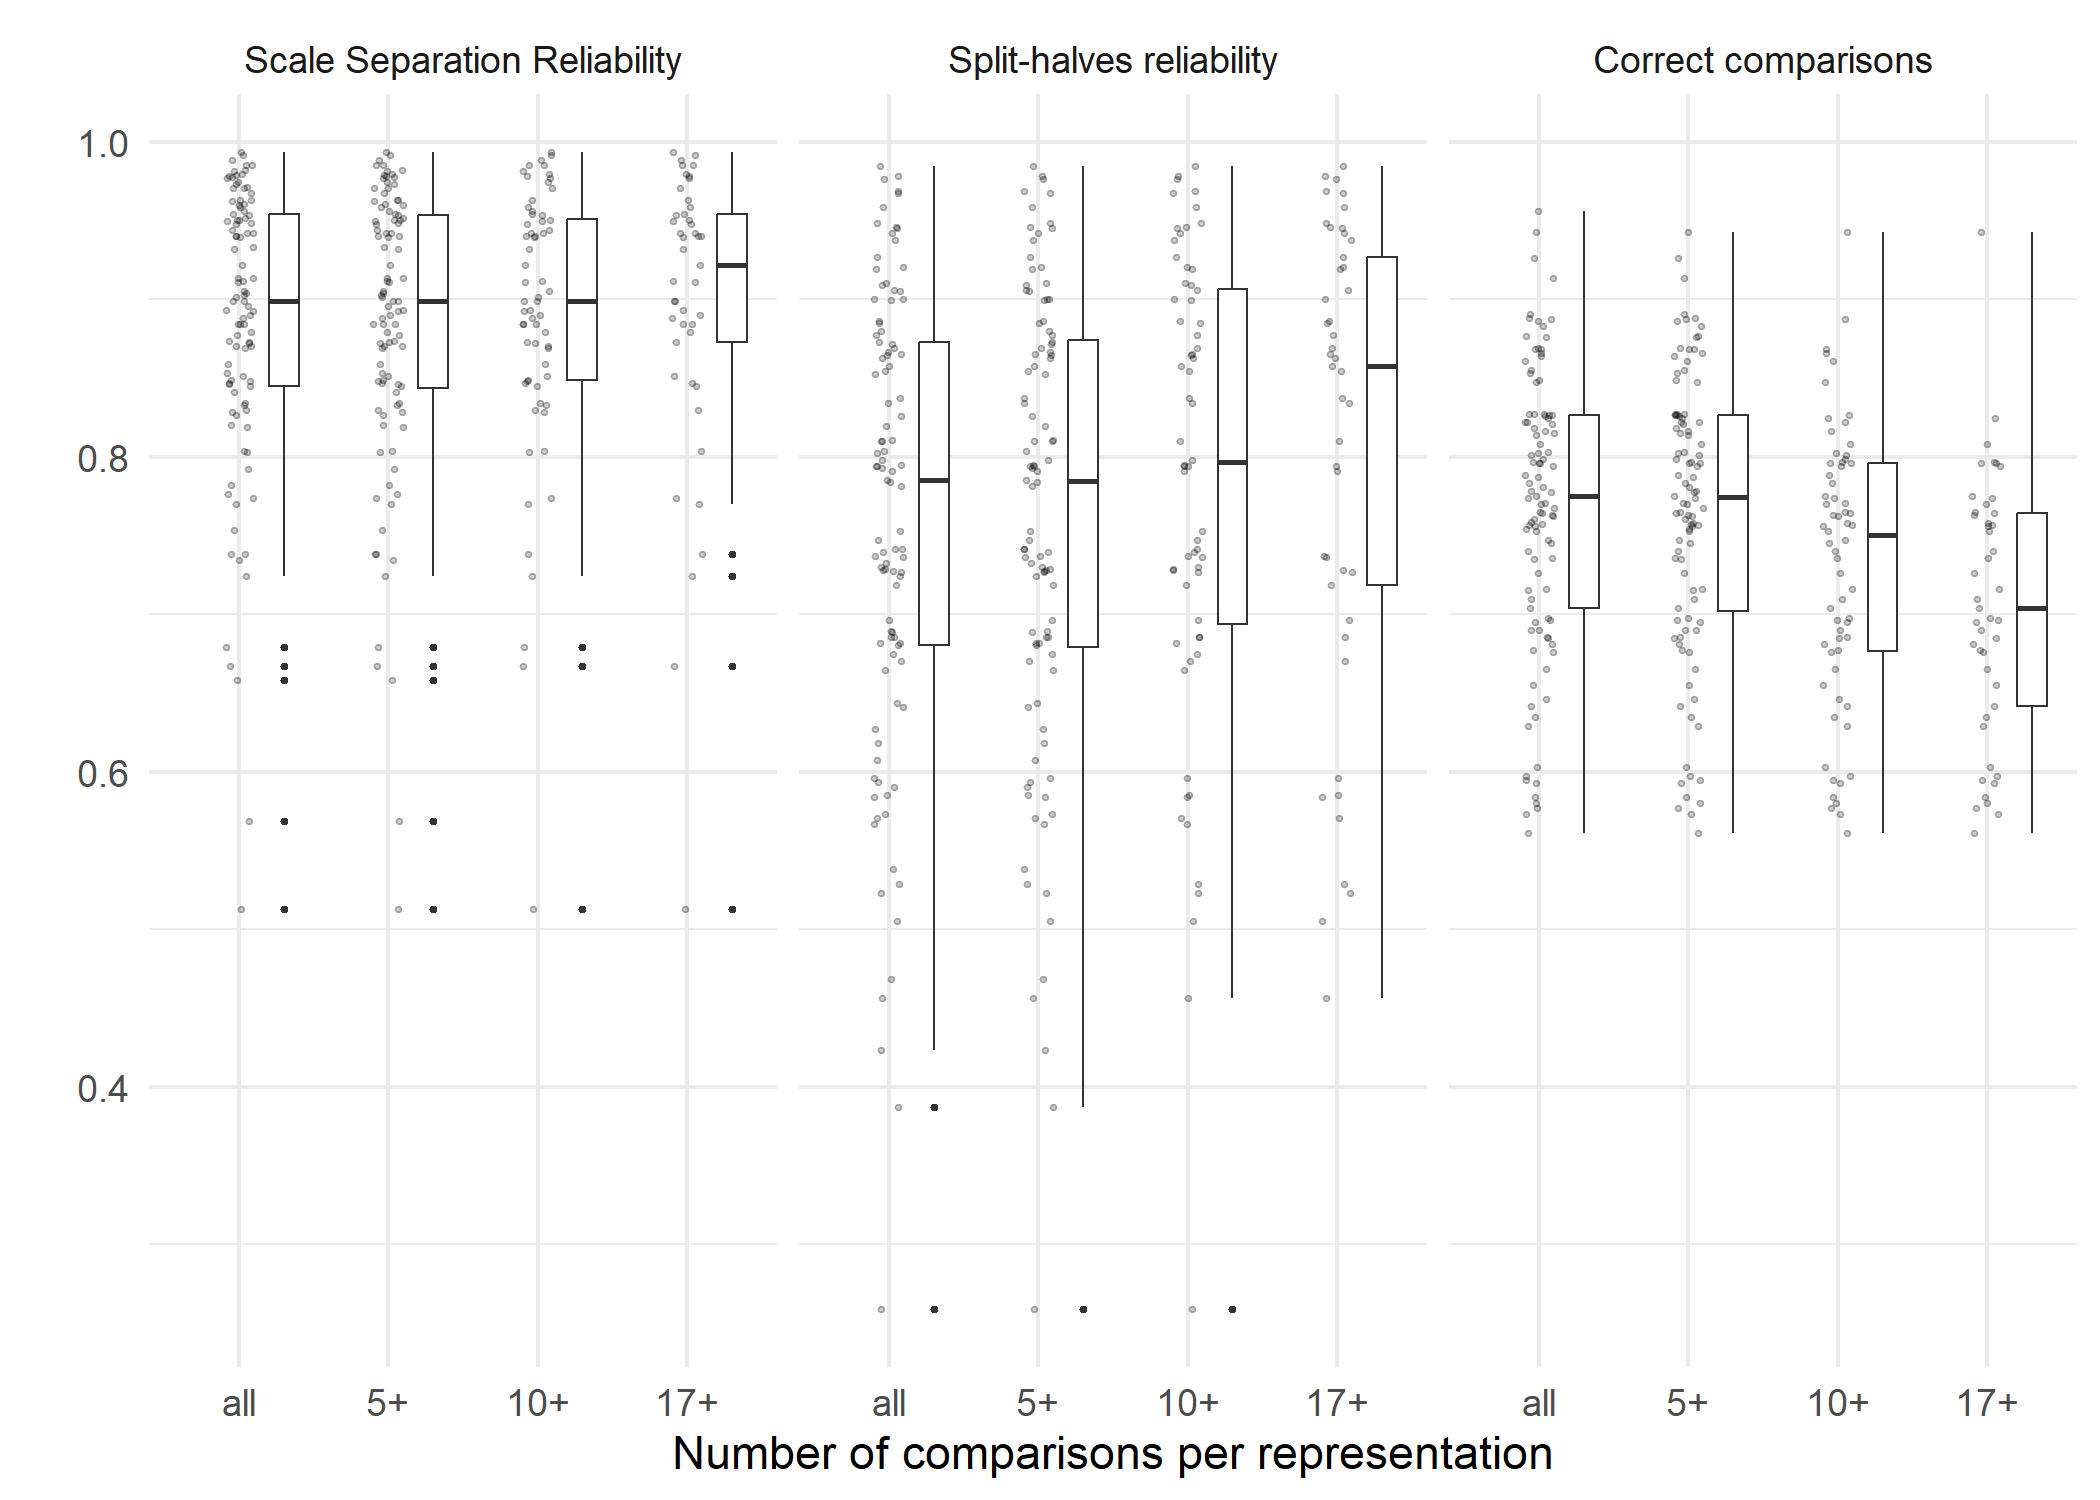 Scale Separation Reliability Split-halves reliability Correct comparisons
1.0
0.8
0.6
0.4
all 5+ 10+ 17+ all 5+ 10+ 17+ all 5+ 10+ 17+
Number of comparisons per representation